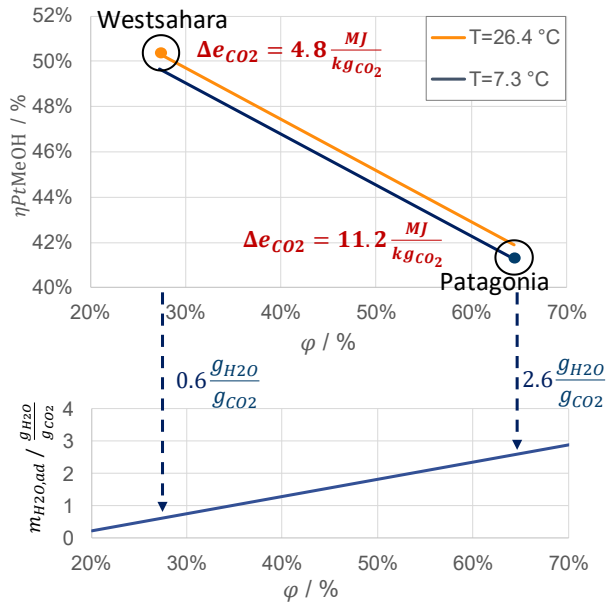 Westsahara
52%
50%
48%
46%
44%
42%
40%
ηPtMeOH / %
Δe_CO2 = 4.8 MJ/kg_CO2
T=26.4 °C
T=7.3 °C
Δe_CO2 = 11.2 MJ/kg_CO2
Patagonia
20% 30% 40% 50% 60% 70%
φ / %
0.6 g_H2O/g_CO2
2.6 g_H2O/g_CO2
4
3
2
1
0
m_H2O,ad / g_H2O/g_CO2
20% 30% 40% 50% 60% 70%
φ / %